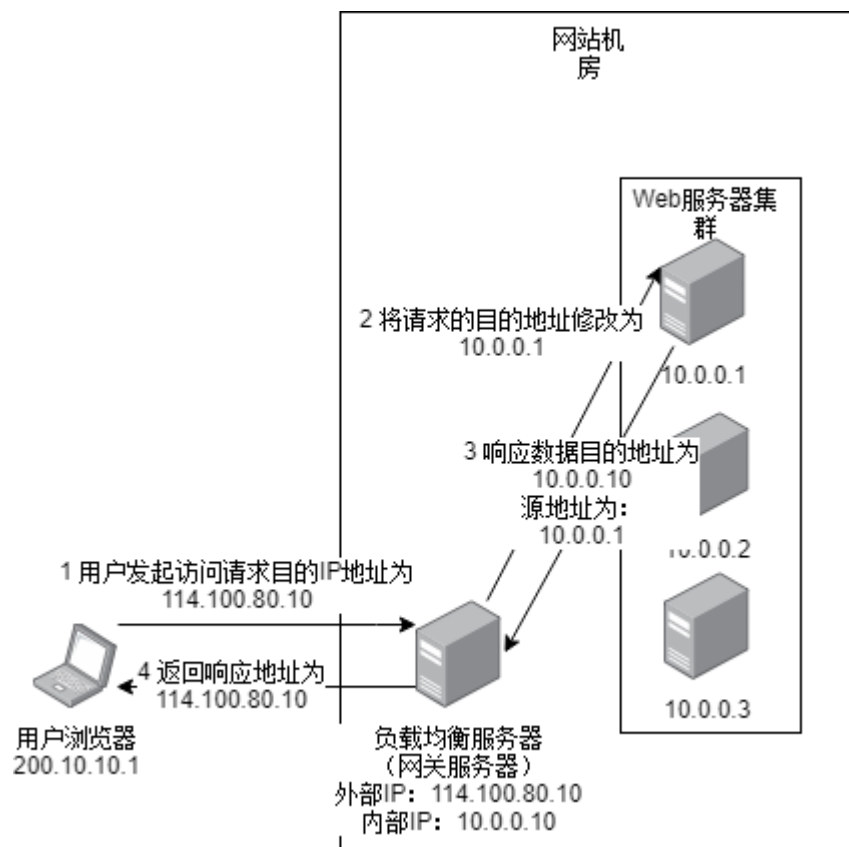 网站机
房
Web服务器集
群
2 将请求的目的地址修改为
10.0.0.1
10.0.0.1
3 响应数据目的地址为
10.0.0.10
源地址为：
10.0.0.1
10.0.0.2
1 用户发起访问请求目的IP地址为
114.100.80.10
4 返回响应地址为
114.100.80.10
10.0.0.3
用户浏览器
200.10.10.1
负载均衡服务器
（网关服务器）
外部IP：114.100.80.10
内部IP：10.0.0.10